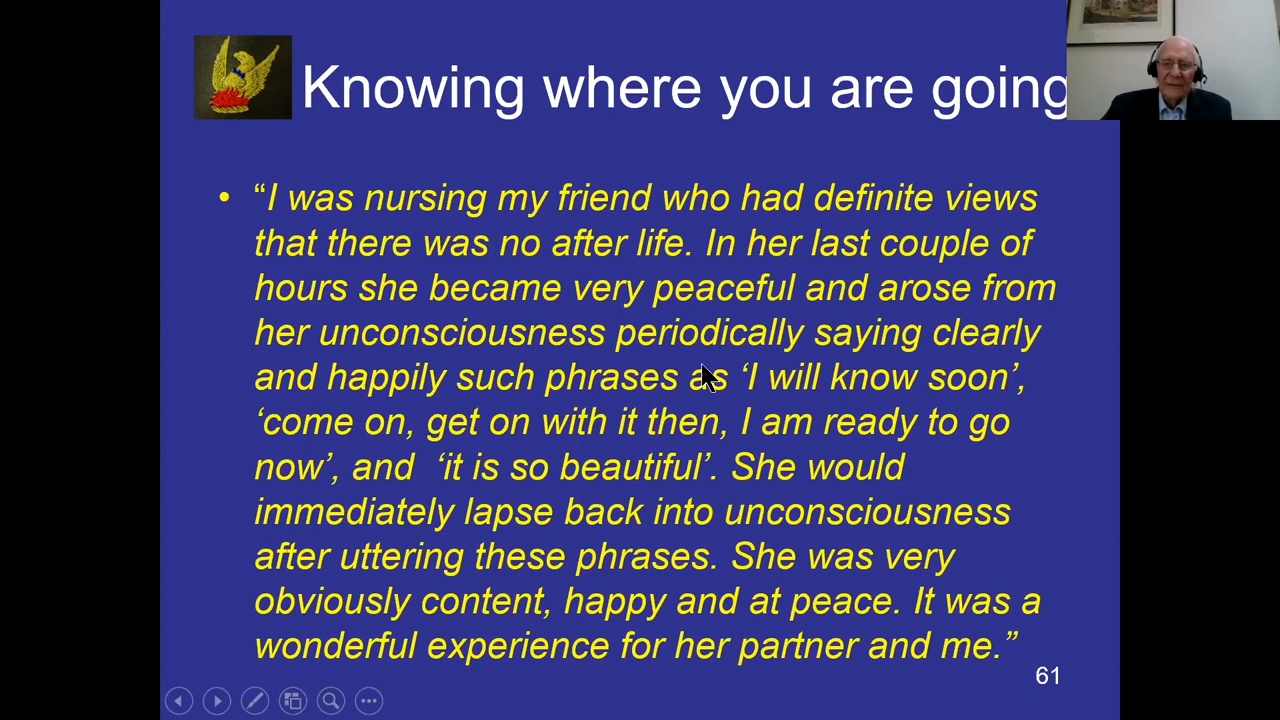 Knowing where you are going
• “I was nursing my friend who had definite views
that there was no after life. In her last couple of
hours she became very peaceful and arose from
her unconsciousness periodically saying clearly
and happily such phrases as ‘I will know soon’,
‘come on, get on with it then, I am ready to go
now’, and ‘it is so beautiful’. She would
immediately lapse back into unconsciousness
after uttering these phrases. She was very
obviously content, happy and at peace. It was a
wonderful experience for her partner and me.”
61